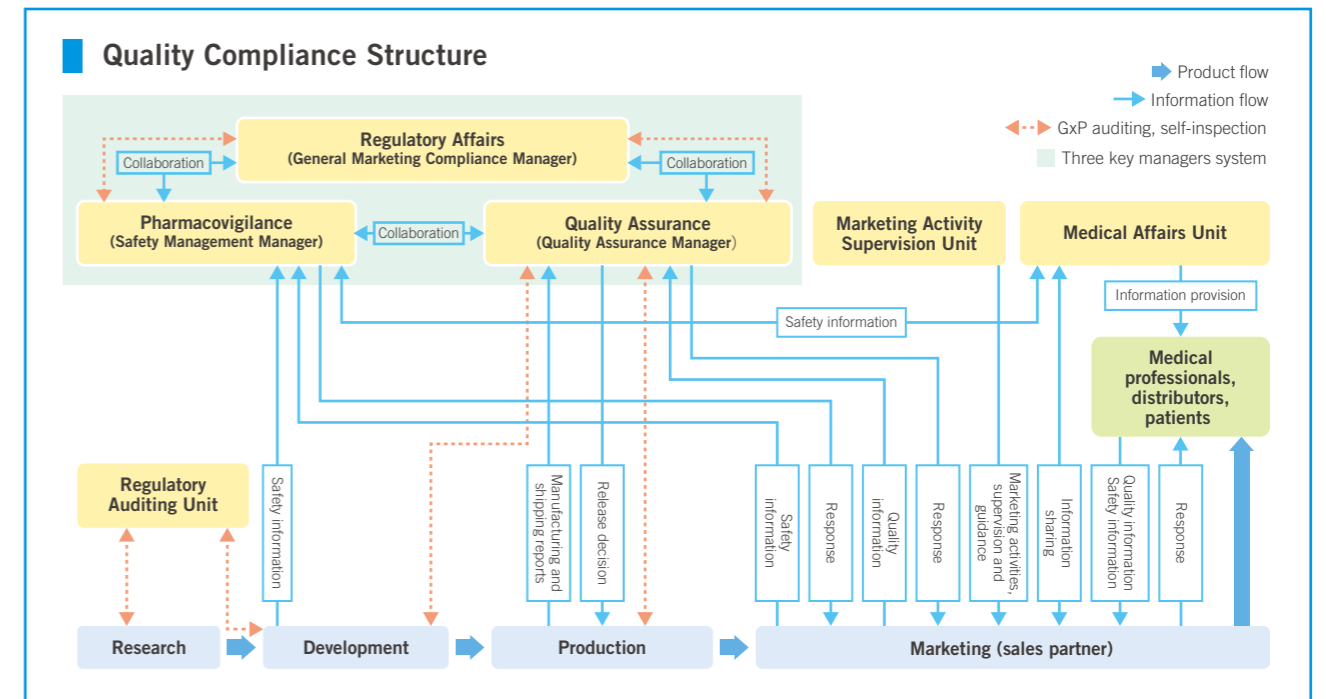 Quality Compliance Structure
Product flow
Information flow
GxP auditing, self-inspection
Three key managers system
Regulatory Affairs
(General Marketing Compliance Manager)
Collaboration
Collaboration
Pharmacovigilance
(Safety Management Manager)
Collaboration
Quality Assurance
(Quality Assurance Manager)
Marketing Activity
Supervision Unit
Medical Affairs Unit
Information provision
Safety information
Medical
professionals,
distributors,
patients
Regulatory
Auditing Unit
Safety information
Manufacturing and
shipping reports
Release decision
Safety
information
Response
Quality
information
Response
Marketing activities,
supervision and
guidance
Information
sharing
Quality information
Safety information
Response
Research
Development
Production
Marketing (sales partner)